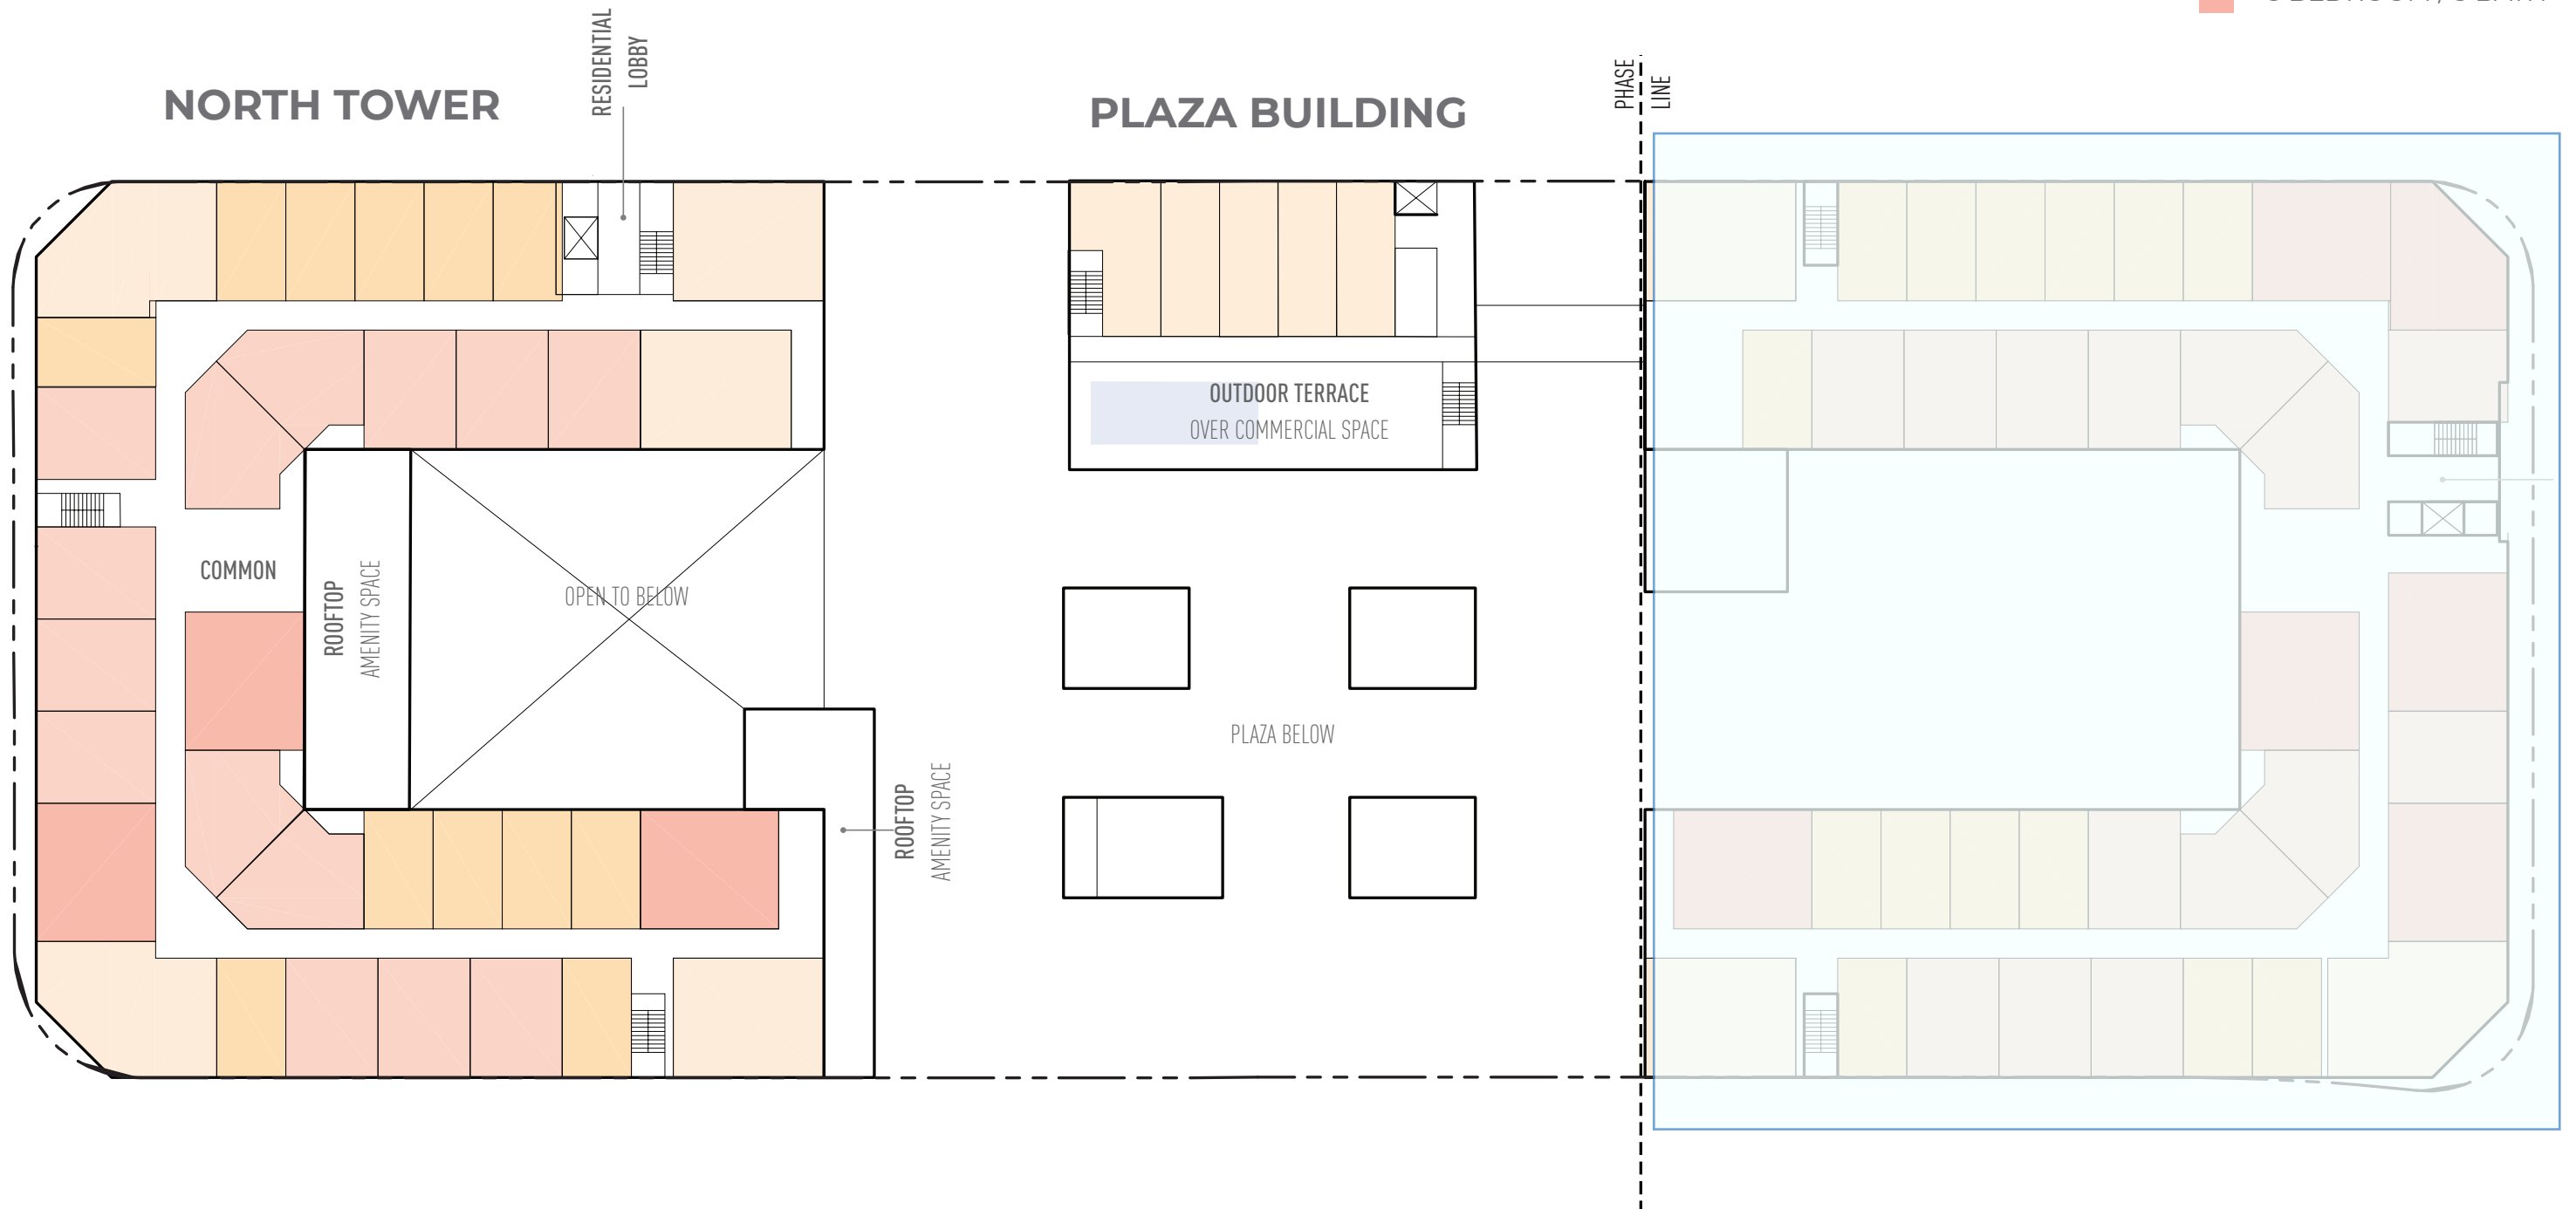 RESIDENTIAL
LOBBY
NORTH TOWER
PLAZA BUILDING
PHASE
LINE
OUTDOOR TERRACE
OVER COMMERCIAL SPACE
COMMON
ROOFTOP
AMENITY SPACE
OPEN TO BELOW
PLAZA BELOW
ROOFTOP
AMENITY SPACE